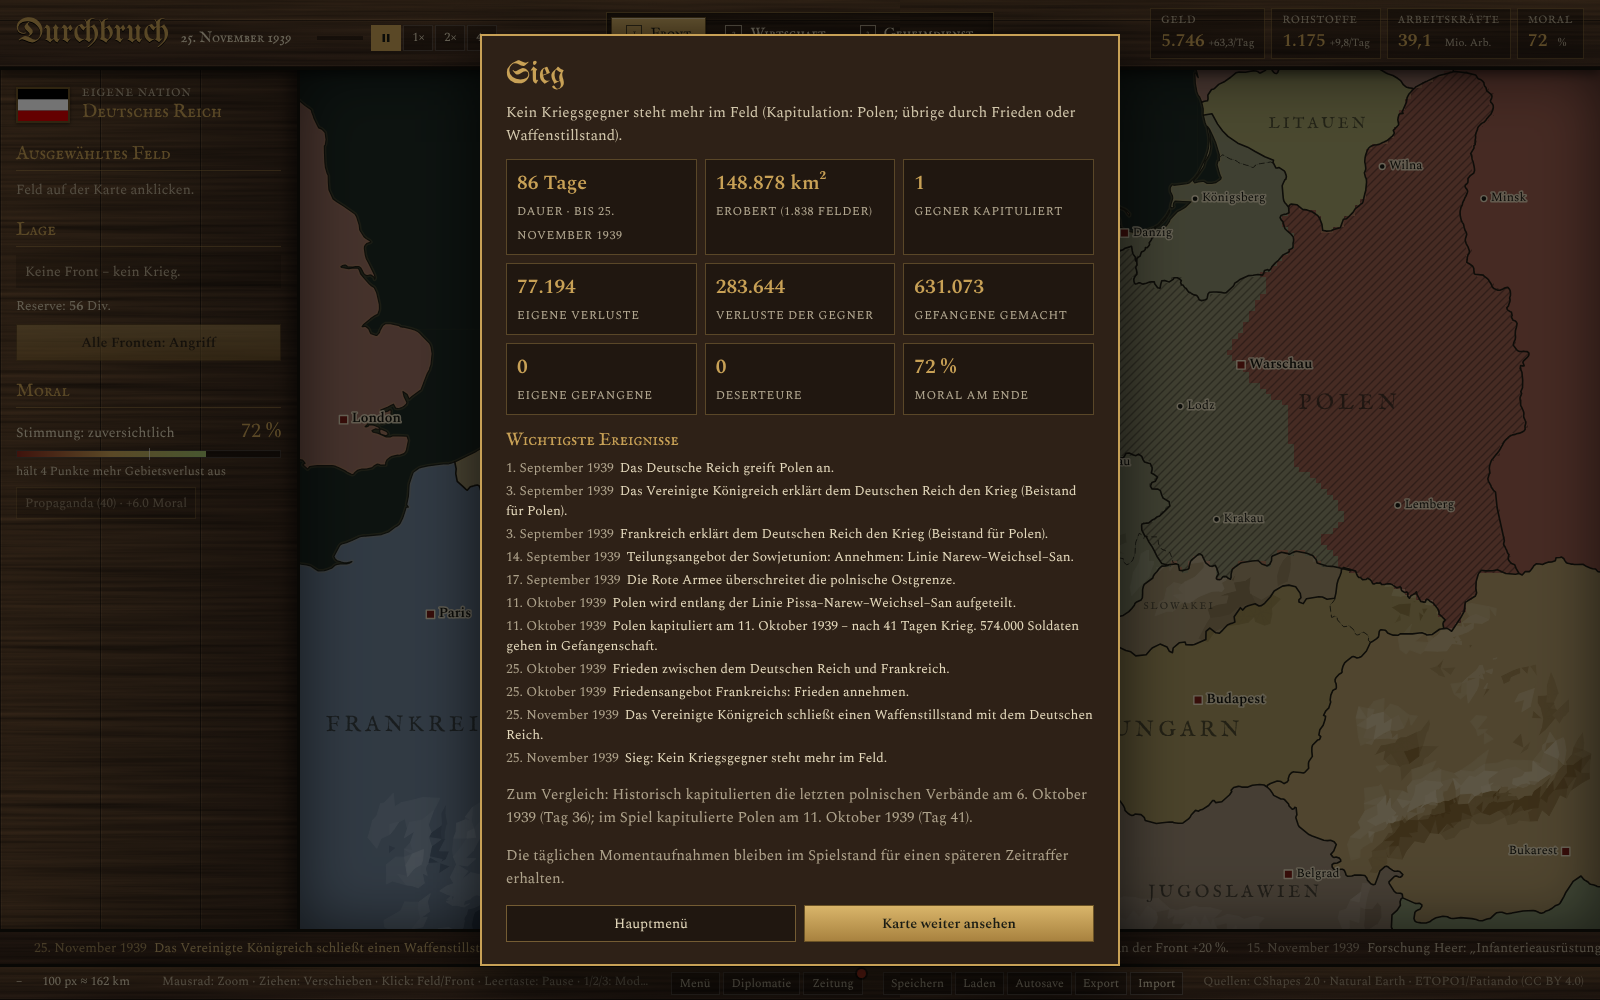 Durchbruch
25. November 1939
1×
2×
Geld
5.746 +63,3/Tag
Rohstoffe
1.175 +9,8/Tag
Arbeitskräfte
39,1 Mio. Arb.
Moral
72 %
Eigene Nation
Deutsches Reich
Ausgewähltes Feld
Feld auf der Karte anklicken.
Lage
Keine Front – kein Krieg.
Reserve: 56 Div.
Alle Fronten: Angriff
Moral
Stimmung: zuversichtlich 72 %
hält 4 Punkte mehr Gebietsverlust aus
Propaganda (40) · +6.0 Moral
Sieg
Kein Kriegsgegner steht mehr im Feld (Kapitulation: Polen; übrige durch Frieden oder
Waffenstillstand).
86 Tage
Dauer · bis 25.
November 1939
148.878 km²
Erobert (1.838 Felder)
1
Gegner kapituliert
77.194
Eigene Verluste
283.644
Verluste der Gegner
631.073
Gefangene gemacht
0
Eigene Gefangene
0
Deserteure
72 %
Moral am Ende
Wichtigste Ereignisse
1. September 1939 Das Deutsche Reich greift Polen an.
3. September 1939 Das Vereinigte Königreich erklärt dem Deutschen Reich den Krieg (Beistand
für Polen).
3. September 1939 Frankreich erklärt dem Deutschen Reich den Krieg (Beistand für Polen).
14. September 1939 Teilungsangebot der Sowjetunion: Annehmen: Linie Narew–Weichsel–San.
17. September 1939 Die Rote Armee überschreitet die polnische Ostgrenze.
11. Oktober 1939 Polen wird entlang der Linie Pissa–Narew–Weichsel–San aufgeteilt.
11. Oktober 1939 Polen kapituliert am 11. Oktober 1939 – nach 41 Tagen Krieg. 574.000 Soldaten
gehen in Gefangenschaft.
25. Oktober 1939 Frieden zwischen dem Deutschen Reich und Frankreich.
25. Oktober 1939 Friedensangebot Frankreichs: Frieden annehmen.
25. November 1939 Das Vereinigte Königreich schließt einen Waffenstillstand mit dem Deutschen
Reich.
25. November 1939 Sieg: Kein Kriegsgegner steht mehr im Feld.
Zum Vergleich: Historisch kapitulierten die letzten polnischen Verbände am 6. Oktober
1939 (Tag 36); im Spiel kapitulierte Polen am 11. Oktober 1939 (Tag 41).
Die täglichen Momentaufnahmen bleiben im Spielstand für einen späteren Zeitraffer
erhalten.
Hauptmenü
Karte weiter ansehen
London
Paris
FRANKREI
LITAUEN
Wilna
Königsberg
Minsk
Danzig
Warschau
POLEN
Lodz
Lemberg
Krakau
SLOWAKEI
Budapest
UNGARN
Bukarest
Belgrad
JUGOSLAWIEN
25. November 1939 Das Vereinigte Königreich schließt einen Waffenstillst
n der Front +20 %. 15. November 1939 Forschung Heer: „Infanterieausrüstung
– 100 px ≈ 162 km
Mausrad: Zoom · Ziehen: Verschieben · Klick: Feld/Front · Leertaste: Pause · 1/2/3: Mod...
Menü
Diplomatie
Zeitung
Speichern
Laden
Autosave
Export
Import
Quellen: CShapes 2.0 · Natural Earth · ETOPO1/Fatiando (CC BY 4.0)